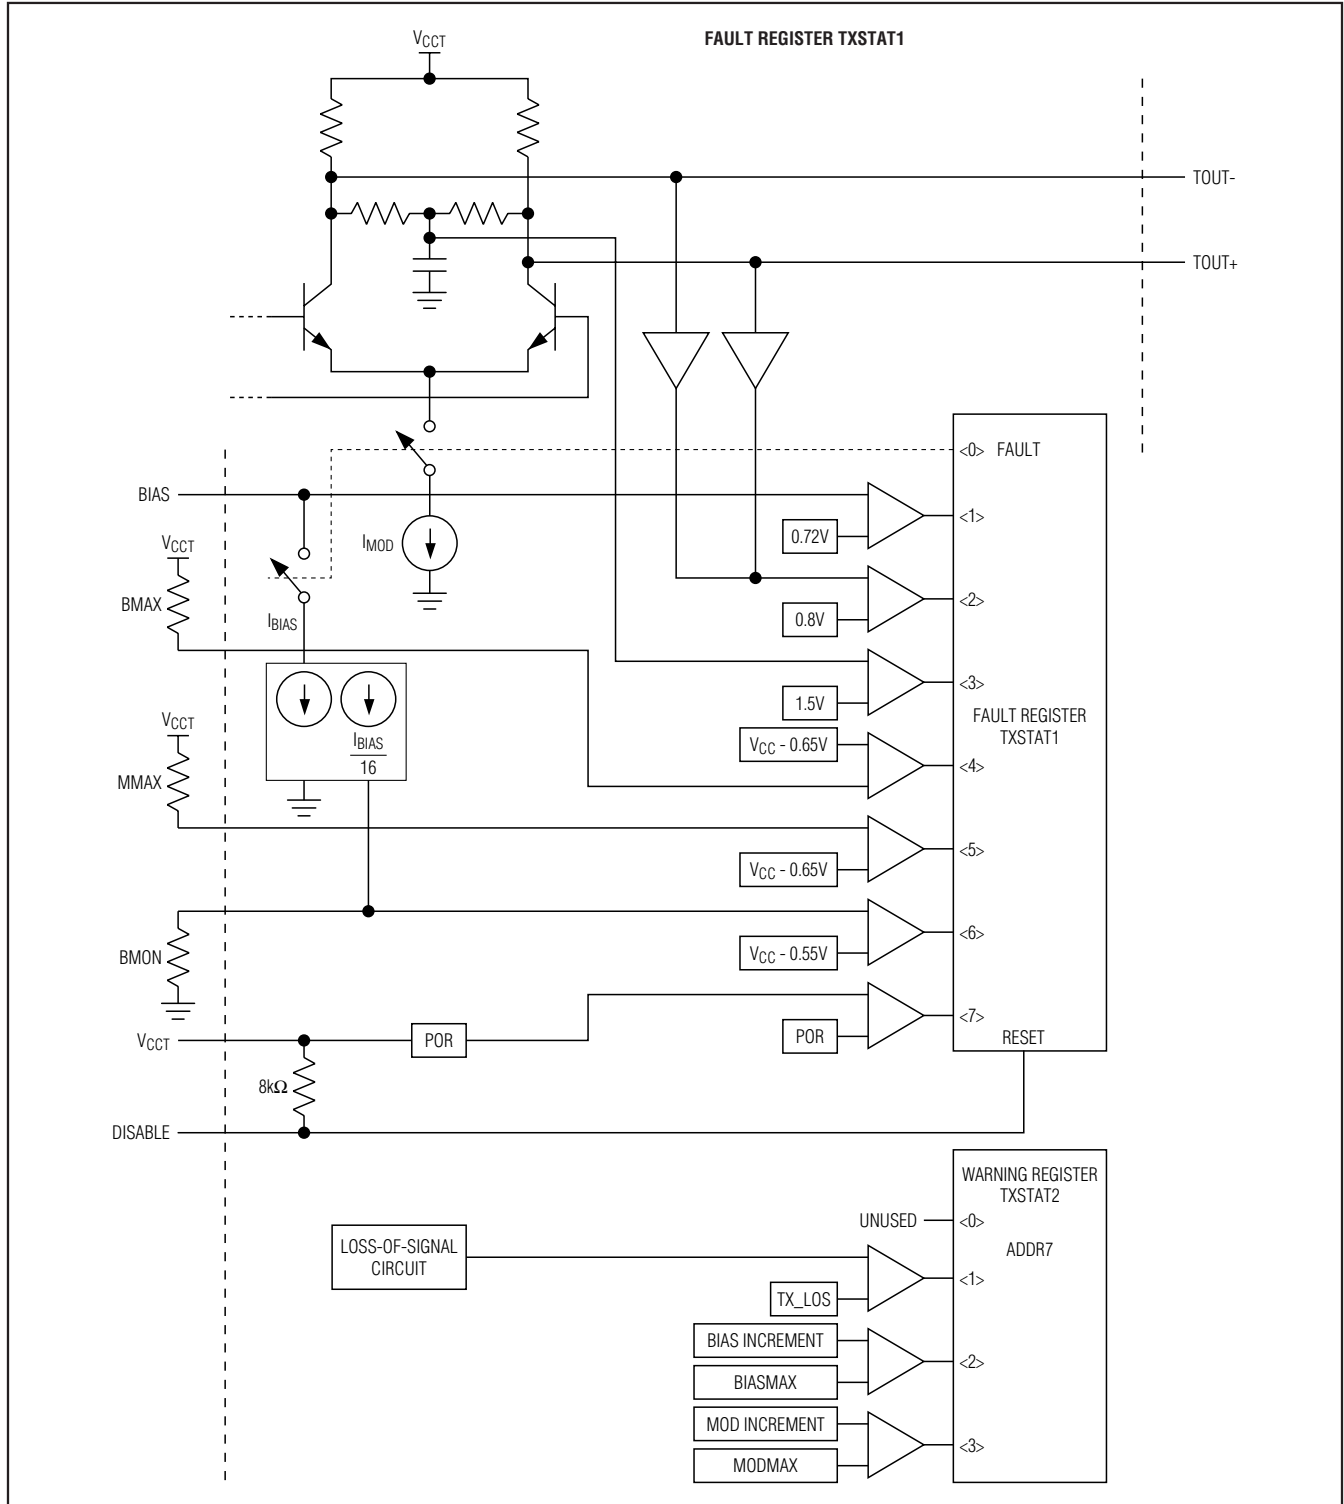 FAULT REGISTER TXSTAT1
VCCT
TOUT-
TOUT+
<0> FAULT
BIAS
<1>
0.72V
IMOD
VCCT
BMAX
<2>
0.8V
IBIAS
<3>
1.5V
FAULT REGISTER
TXSTAT1
VCCT
IBIAS
16
VCC - 0.65V
<4>
MMAX
<5>
VCC - 0.65V
BMON
<6>
VCC - 0.55V
VCCT
POR
<7>
POR
RESET
8kΩ
DISABLE
WARNING REGISTER
TXSTAT2
UNUSED
<0>
ADDR7
LOSS-OF-SIGNAL
CIRCUIT
<1>
TX_LOS
BIAS INCREMENT
<2>
BIASMAX
MOD INCREMENT
<3>
MODMAX